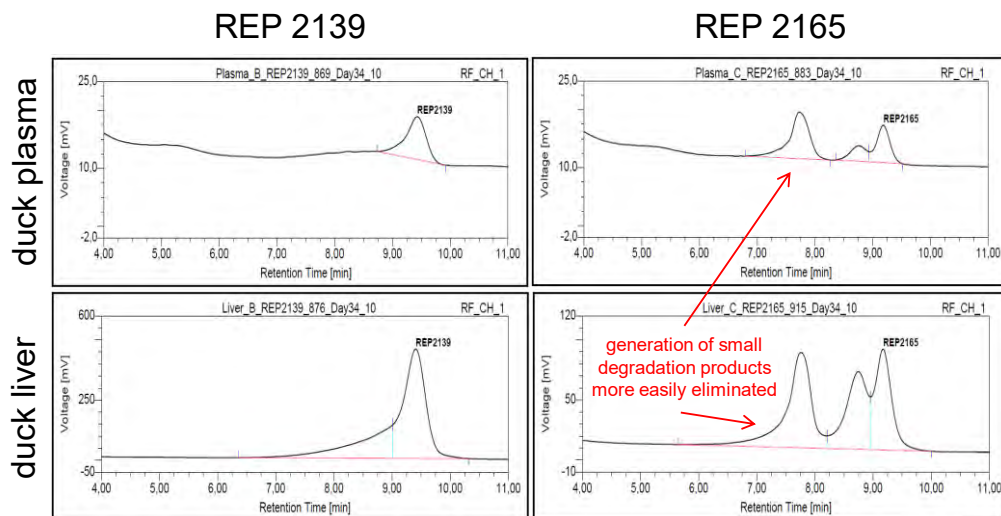 REP 2139
REP 2165
duck plasma
Plasma_B_REP2139_869_Day34_10
RF_CH_1
25.0
10.0
-2.0
Voltage [mV]
REP2139
4,00 5,00 6,00 7,00 8,00 9,00 10,00 11,00
Retention Time [min]
Plasma_C_REP2165_883_Day34_10
RF_CH_1
25.0
10.0
-2.0
Voltage [mV]
REP2165
4,00 5,00 6,00 7,00 8,00 9,00 10,00 11,00
Retention Time [min]
duck liver
Liver_B_REP2139_876_Day34_10
RF_CH_1
600
250
-50
Voltage [mV]
REP2139
4,00 5,00 6,00 7,00 8,00 9,00 10,00 11,00
Retention Time [min]
Liver_C_REP2165_915_Day34_10
RF_CH_1
120
50
-10
Voltage [mV]
generation of small
degradation products
more easily eliminated
REP2165
4,00 5,00 6,00 7,00 8,00 9,00 10,00 11,00
Retention Time [min]